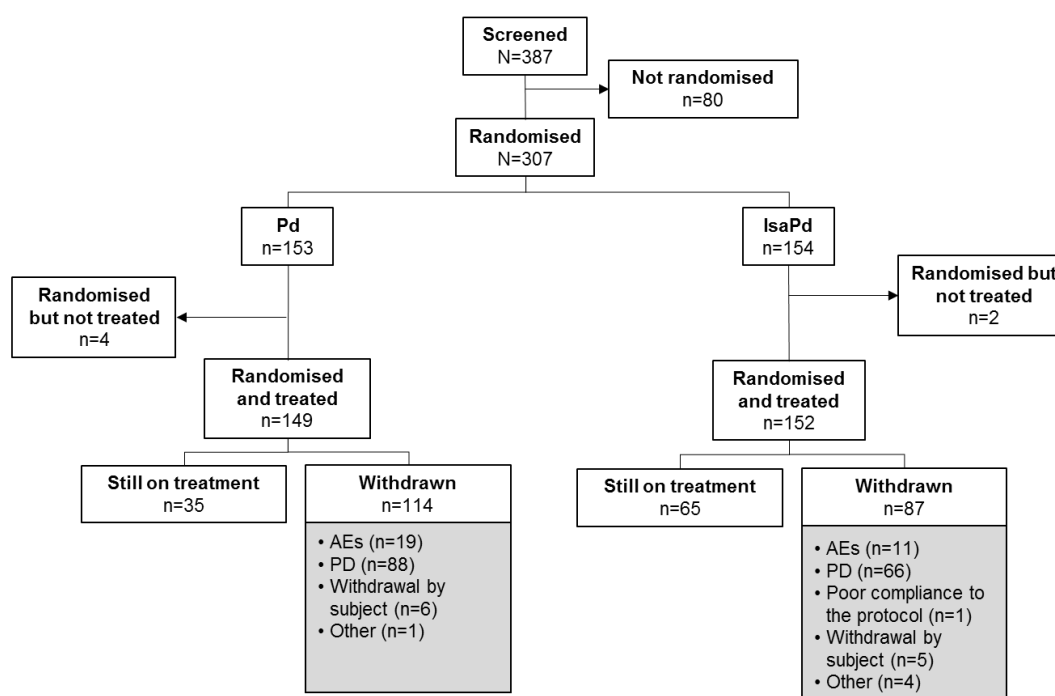 Screened
N=387
Not randomised
n=80
Randomised
N=307
Pd
n=153
IsaPd
n=154
Randomised
but not treated
n=4
Randomised but
not treated
n=2
Randomised
and treated
n=149
Randomised
and treated
n=152
Still on treatment
n=35
Withdrawn
n=114
• AEs (n=19)
• PD (n=88)
• Withdrawal by
subject (n=6)
• Other (n=1)
Still on treatment
n=65
Withdrawn
n=87
• AEs (n=11)
• PD (n=66)
• Poor compliance to
the protocol (n=1)
• Withdrawal by
subject (n=5)
• Other (n=4)